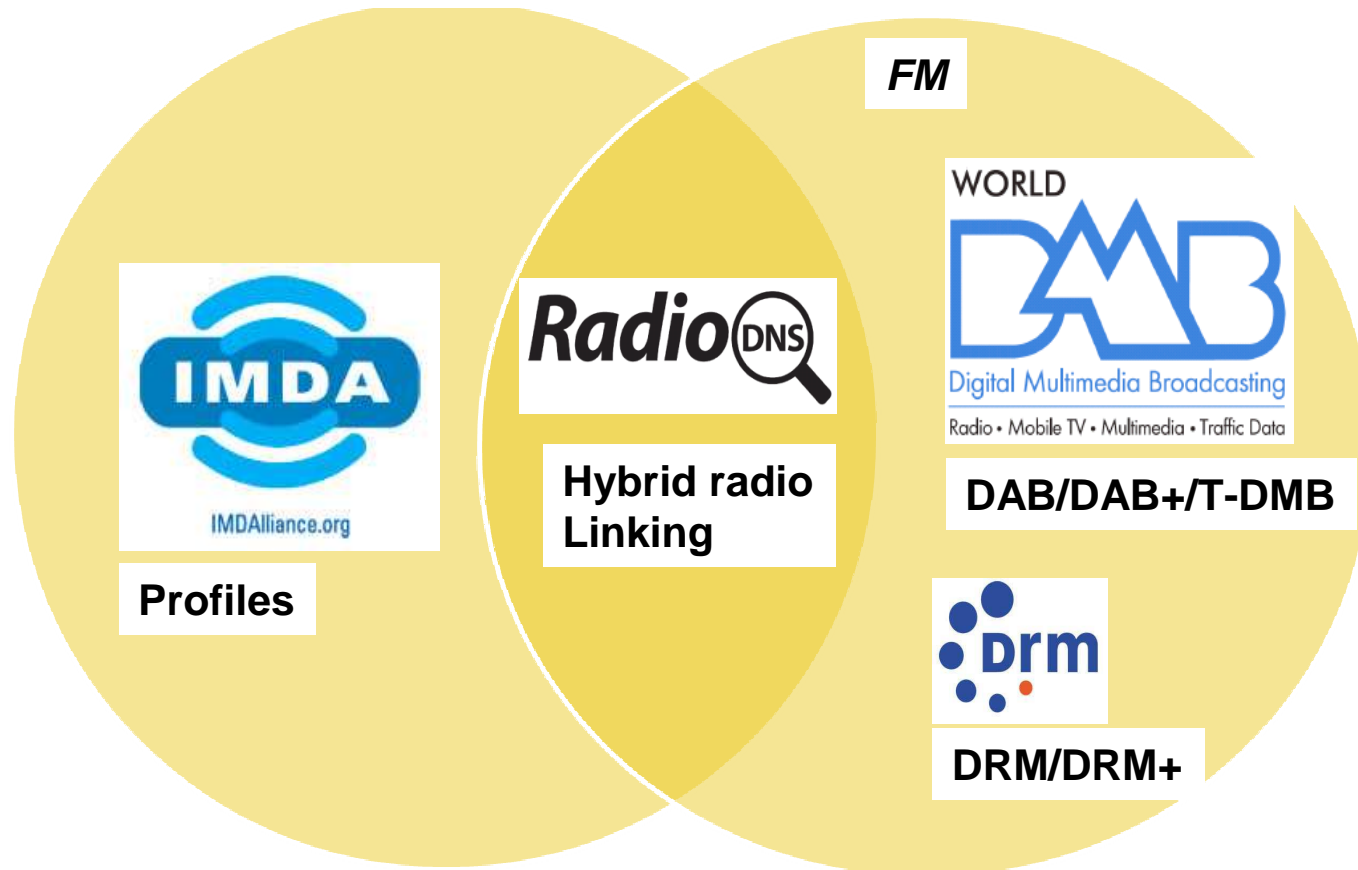 IMDA
IMDAlliance.org
Profiles
Radio DNS
Hybrid radio
Linking
FM
WORLD
DMB
Digital Multimedia Broadcasting
Radio • Mobile TV • Multimedia • Traffic Data
DAB/DAB+/T-DMB
Drm
DRM/DRM+